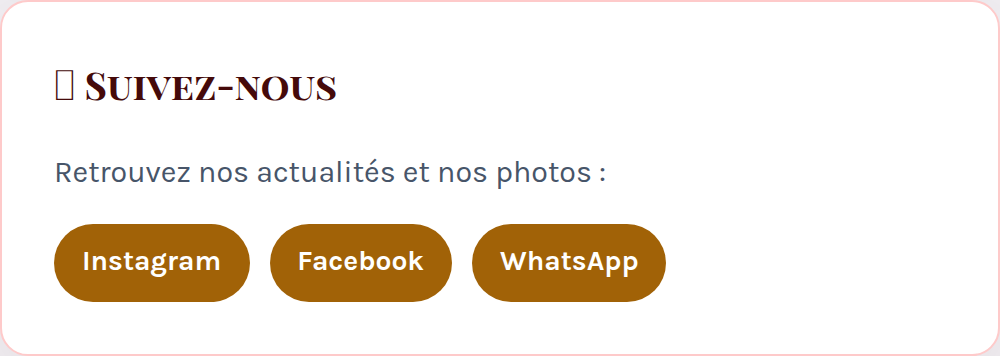 Suivez-nous
Retrouvez nos actualités et nos photos :
Instagram
Facebook
WhatsApp